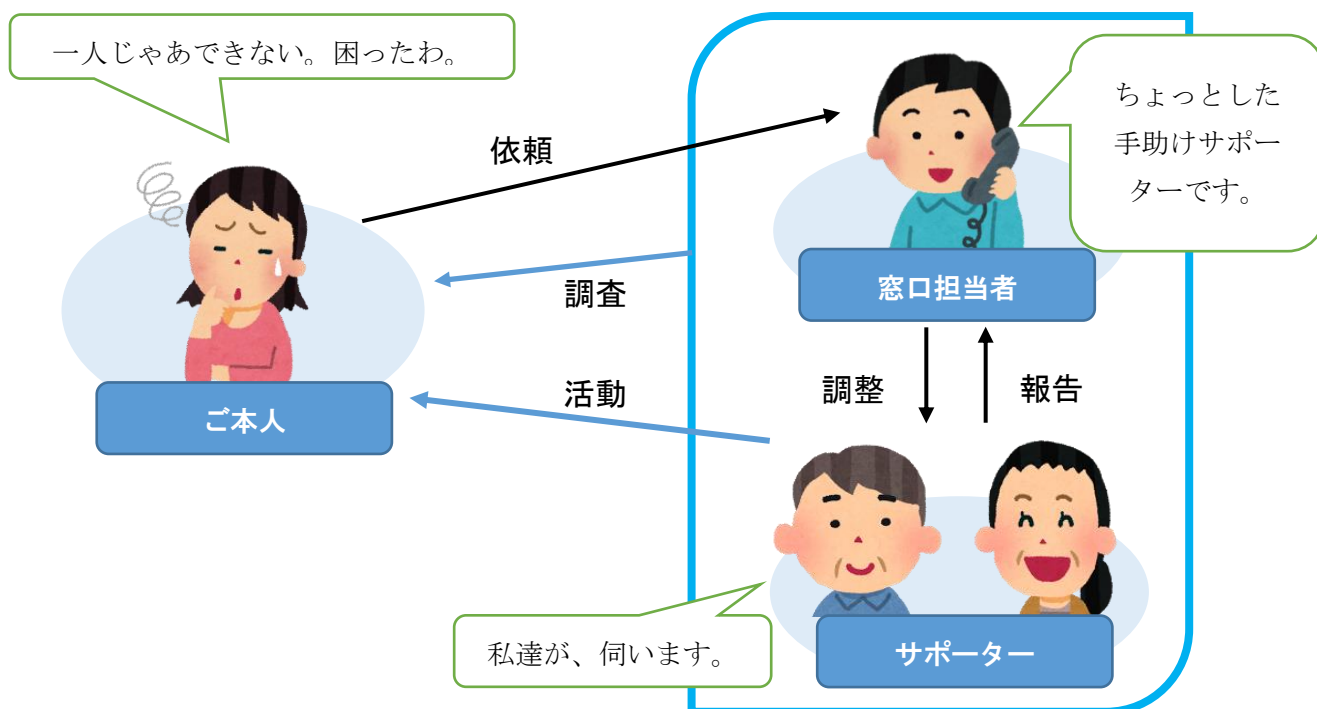 一人じゃあできない。困ったわ。
ちょっとした
手助けサポー
ターです。
依頼
窓口担当者
調査
調整
報告
活動
ご本人
私達が、伺います。
サポーター